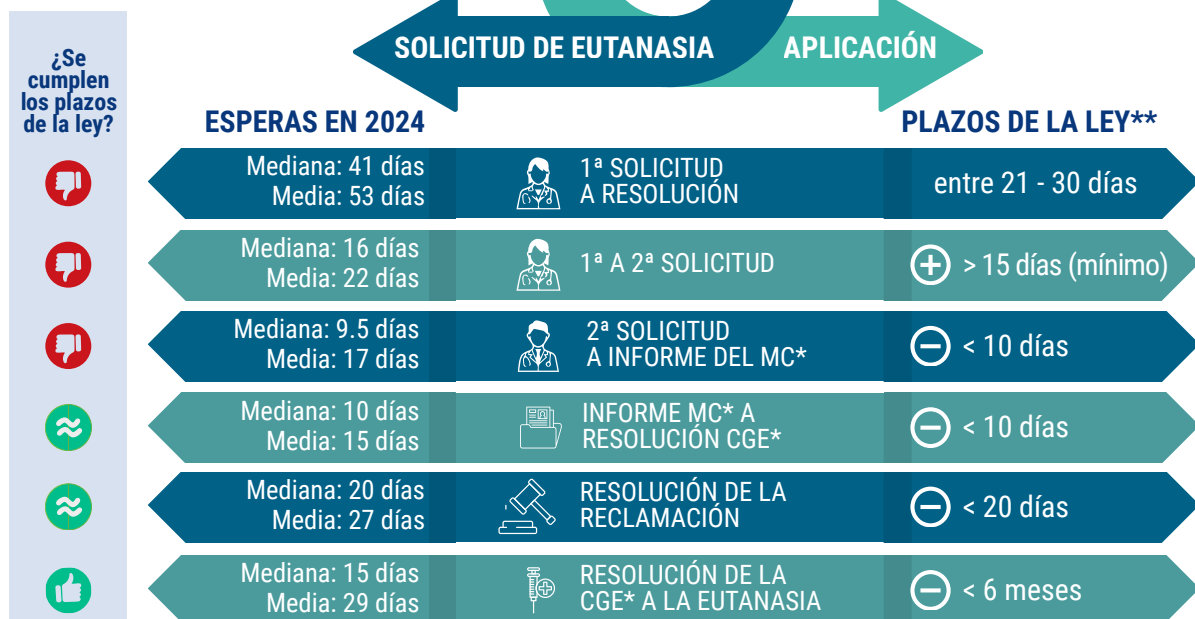 SOLICITUD DE EUTANASIA
APLICACIÓN
¿Se
cumplen
los plazos
de la ley?
ESPERAS EN 2024
PLAZOS DE LA LEY**
Mediana: 41 días
Media: 53 días
1ª SOLICITUD
A RESOLUCIÓN
entre 21 - 30 días
Mediana: 16 días
Media: 22 días
1ª A 2ª SOLICITUD
> 15 días (mínimo)
Mediana: 9.5 días
Media: 17 días
2ª SOLICITUD
A INFORME DEL MC*
< 10 días
Mediana: 10 días
Media: 15 días
INFORME MC* A
RESOLUCIÓN CGE*
< 10 días
Mediana: 20 días
Media: 27 días
RESOLUCIÓN DE LA
RECLAMACIÓN
< 20 días
Mediana: 15 días
Media: 29 días
RESOLUCIÓN DE LA
CGE* A LA EUTANASIA
< 6 meses